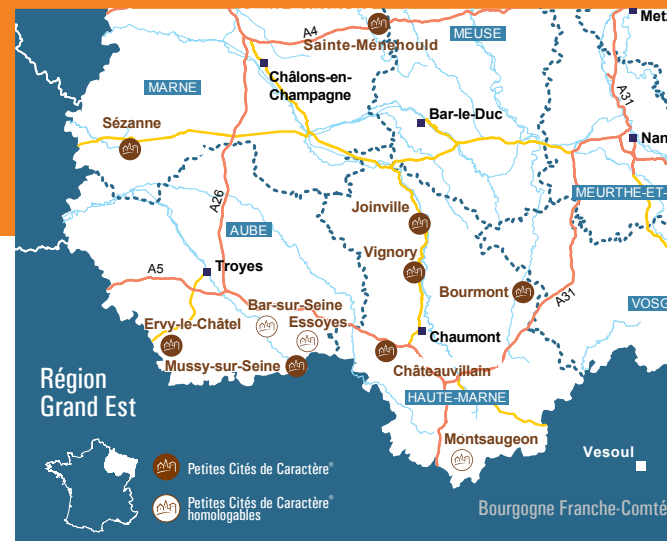 A4
Sainte-Ménehould
MEUSE
Metz
Châlons-en-
Champagne
MARNE
A31
Bar-le-Duc
Sézanne
Nan
MEURTHE-ET-
A26
Joinville
AUBE
Vignory
Troyes
A5
Bourmont
A31
VOSG
Bar-sur-Seine
Essoyes
Ervy-le-Châtel
Chaumont
Mussy-sur-Seine
Châteauvillain
Région
Grand Est
HAUTE-MARNE
Montsaugeon
Vesoul
Petites Cités de Caractère®
Petites Cités de Caractère®
homologables
Bourgogne Franche-Comté